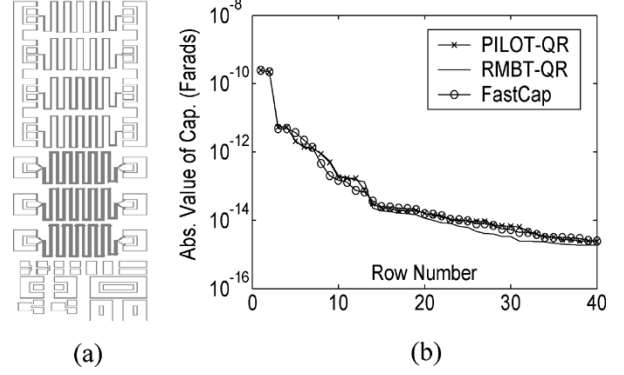 10-8
PILOT-QR
RMBT-QR
FastCap
10-10
10-12
10-14
10-16
Abs. Value of Cap. (Farads)
Row Number
0 10 20 30 40
(a) (b)